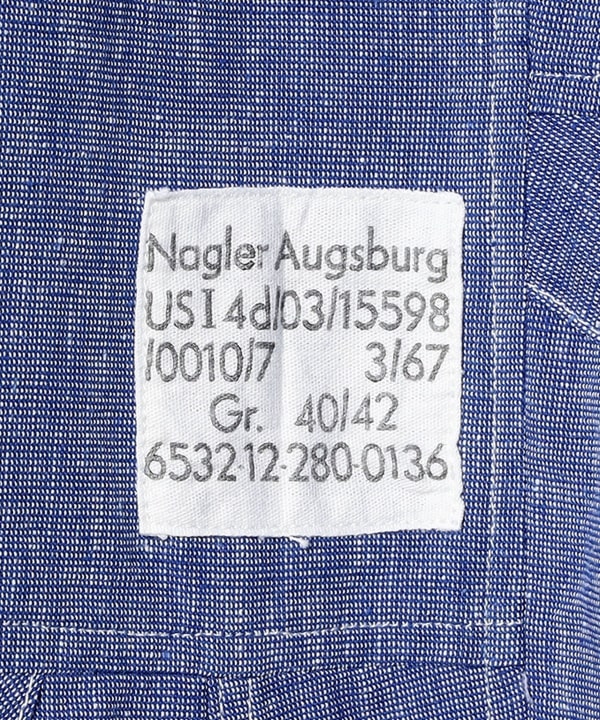 Nagler Augsburg
US I 4d/03/15598
/0010/7 3/67
Gr. 40/42
6532-12-280-0136